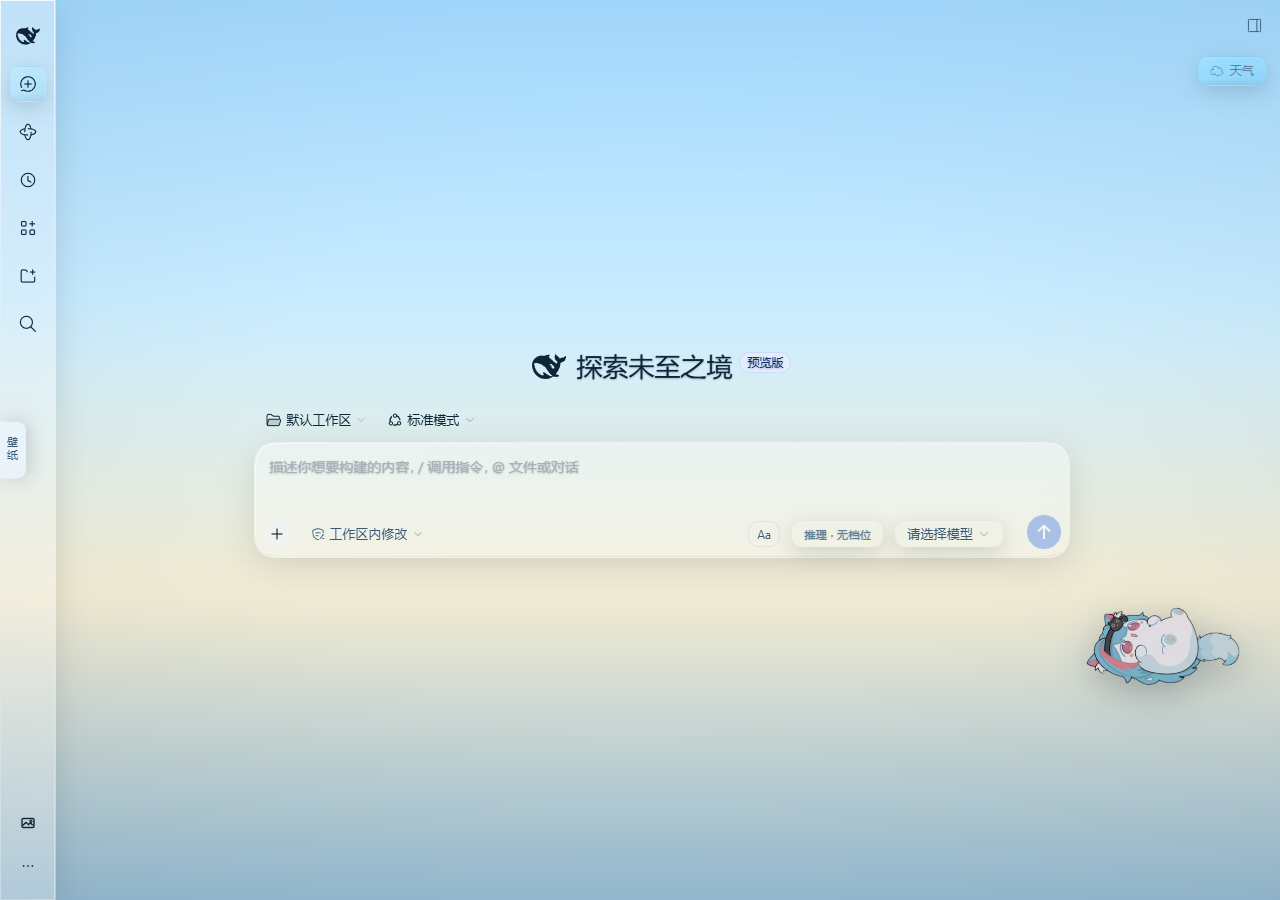 天气
探索未至之境 预览版
默认工作区 标准模式
壁纸
描述你想要构建的内容, / 调用指令, @ 文件或对话
工作区内修改 Aa 推理 · 无档位 请选择模型